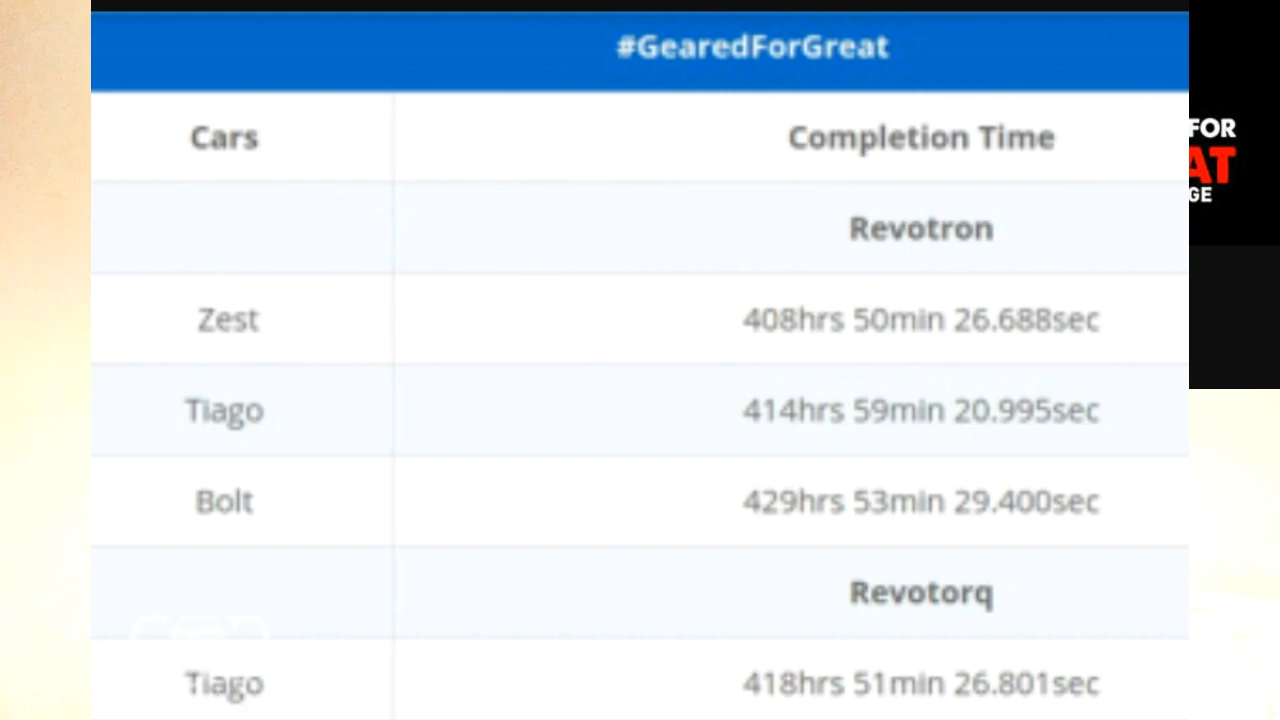 #GearedForGreat
Cars Completion Time
Revotron
Zest 408hrs 50min 26.688sec
Tiago 414hrs 59min 20.995sec
Bolt 429hrs 53min 29.400sec
Revotorq
Tiago 418hrs 51min 26.801sec
FOR
AT
GE